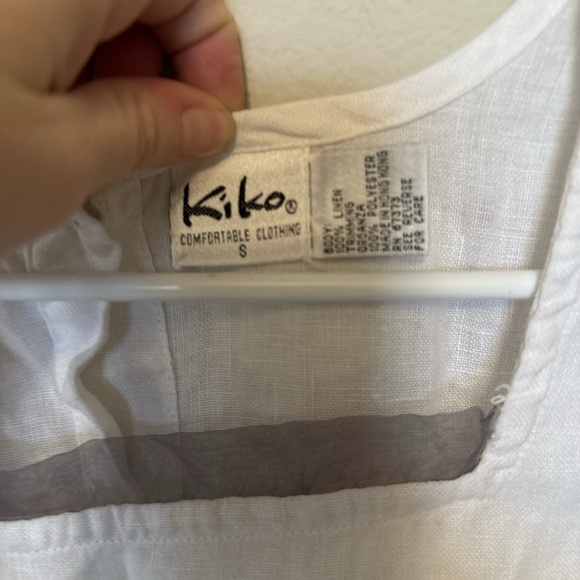 Kiko®
COMFORTABLE CLOTHING
S
BODY:
100% LINEN
TRIMMING
ORGANZA
100% POLYESTER
MADE IN HONG KONG
RN 67373
SEE REVERSE
FOR CARE